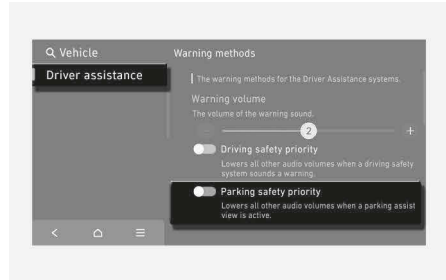 Vehicle
Warning methods
Driver assistance
The warning methods for the Driver Assistance systems.
Warning volume
The volume of the warning sound.
2
Driving safety priority
Lowers all other audio volumes when a driving safety
system sounds a warning.
Parking safety priority
Lowers all other audio volumes when a parking assist
view is active.